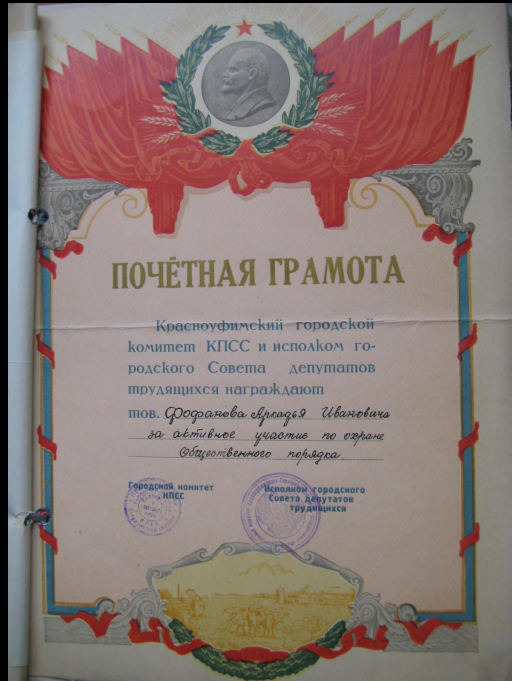 ПОЧЁТНАЯ ГРАМОТА
Красноуфимский городской
комитет КПСС и исполком го-
родского Совета депутатов
трудящихся награждают
тов. Фофанова Аркадья Ивановича
за активное участие по охране
Общественного порядка.
Городской комитет
КПСС
Исполком городского
Совета депутатов
трудящихся